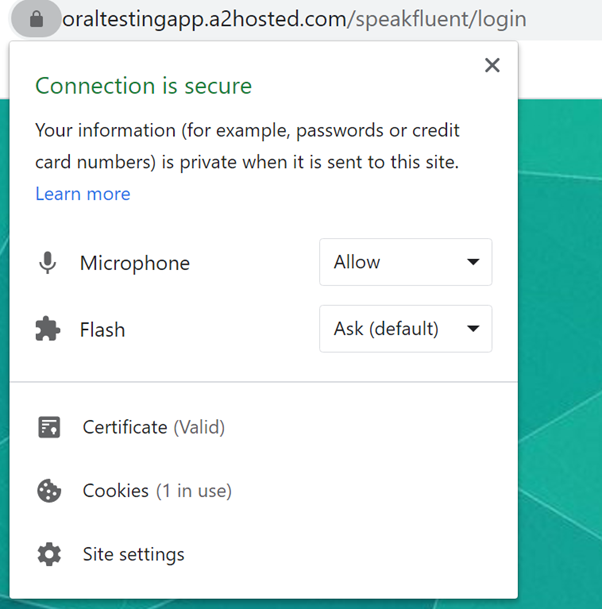 oraltestingapp.a2hosted.com/speakfluent/login
Connection is secure
Your information (for example, passwords or credit
card numbers) is private when it is sent to this site.
Learn more
Microphone Allow
Flash Ask (default)
Certificate (Valid)
Cookies (1 in use)
Site settings